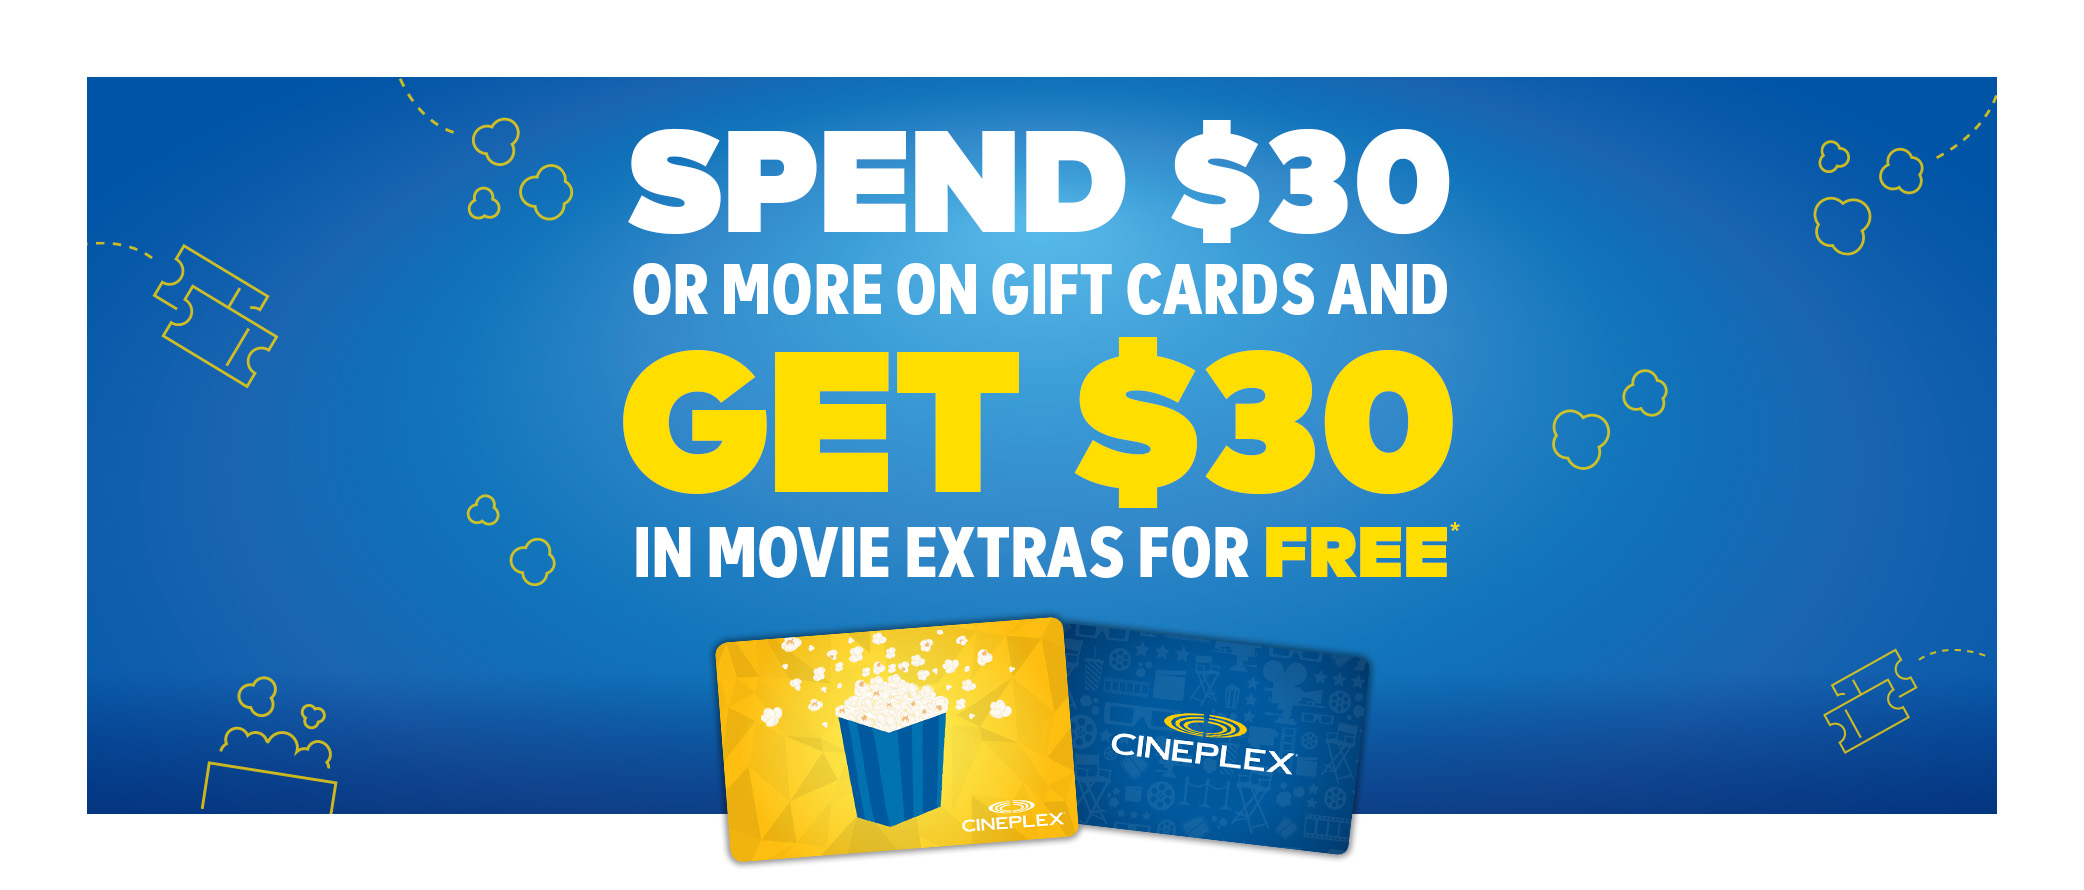 SPEND $30
OR MORE ON GIFT CARDS AND
GET $30
IN MOVIE EXTRAS FOR FREE*
CINEPLEX
CINEPLEX